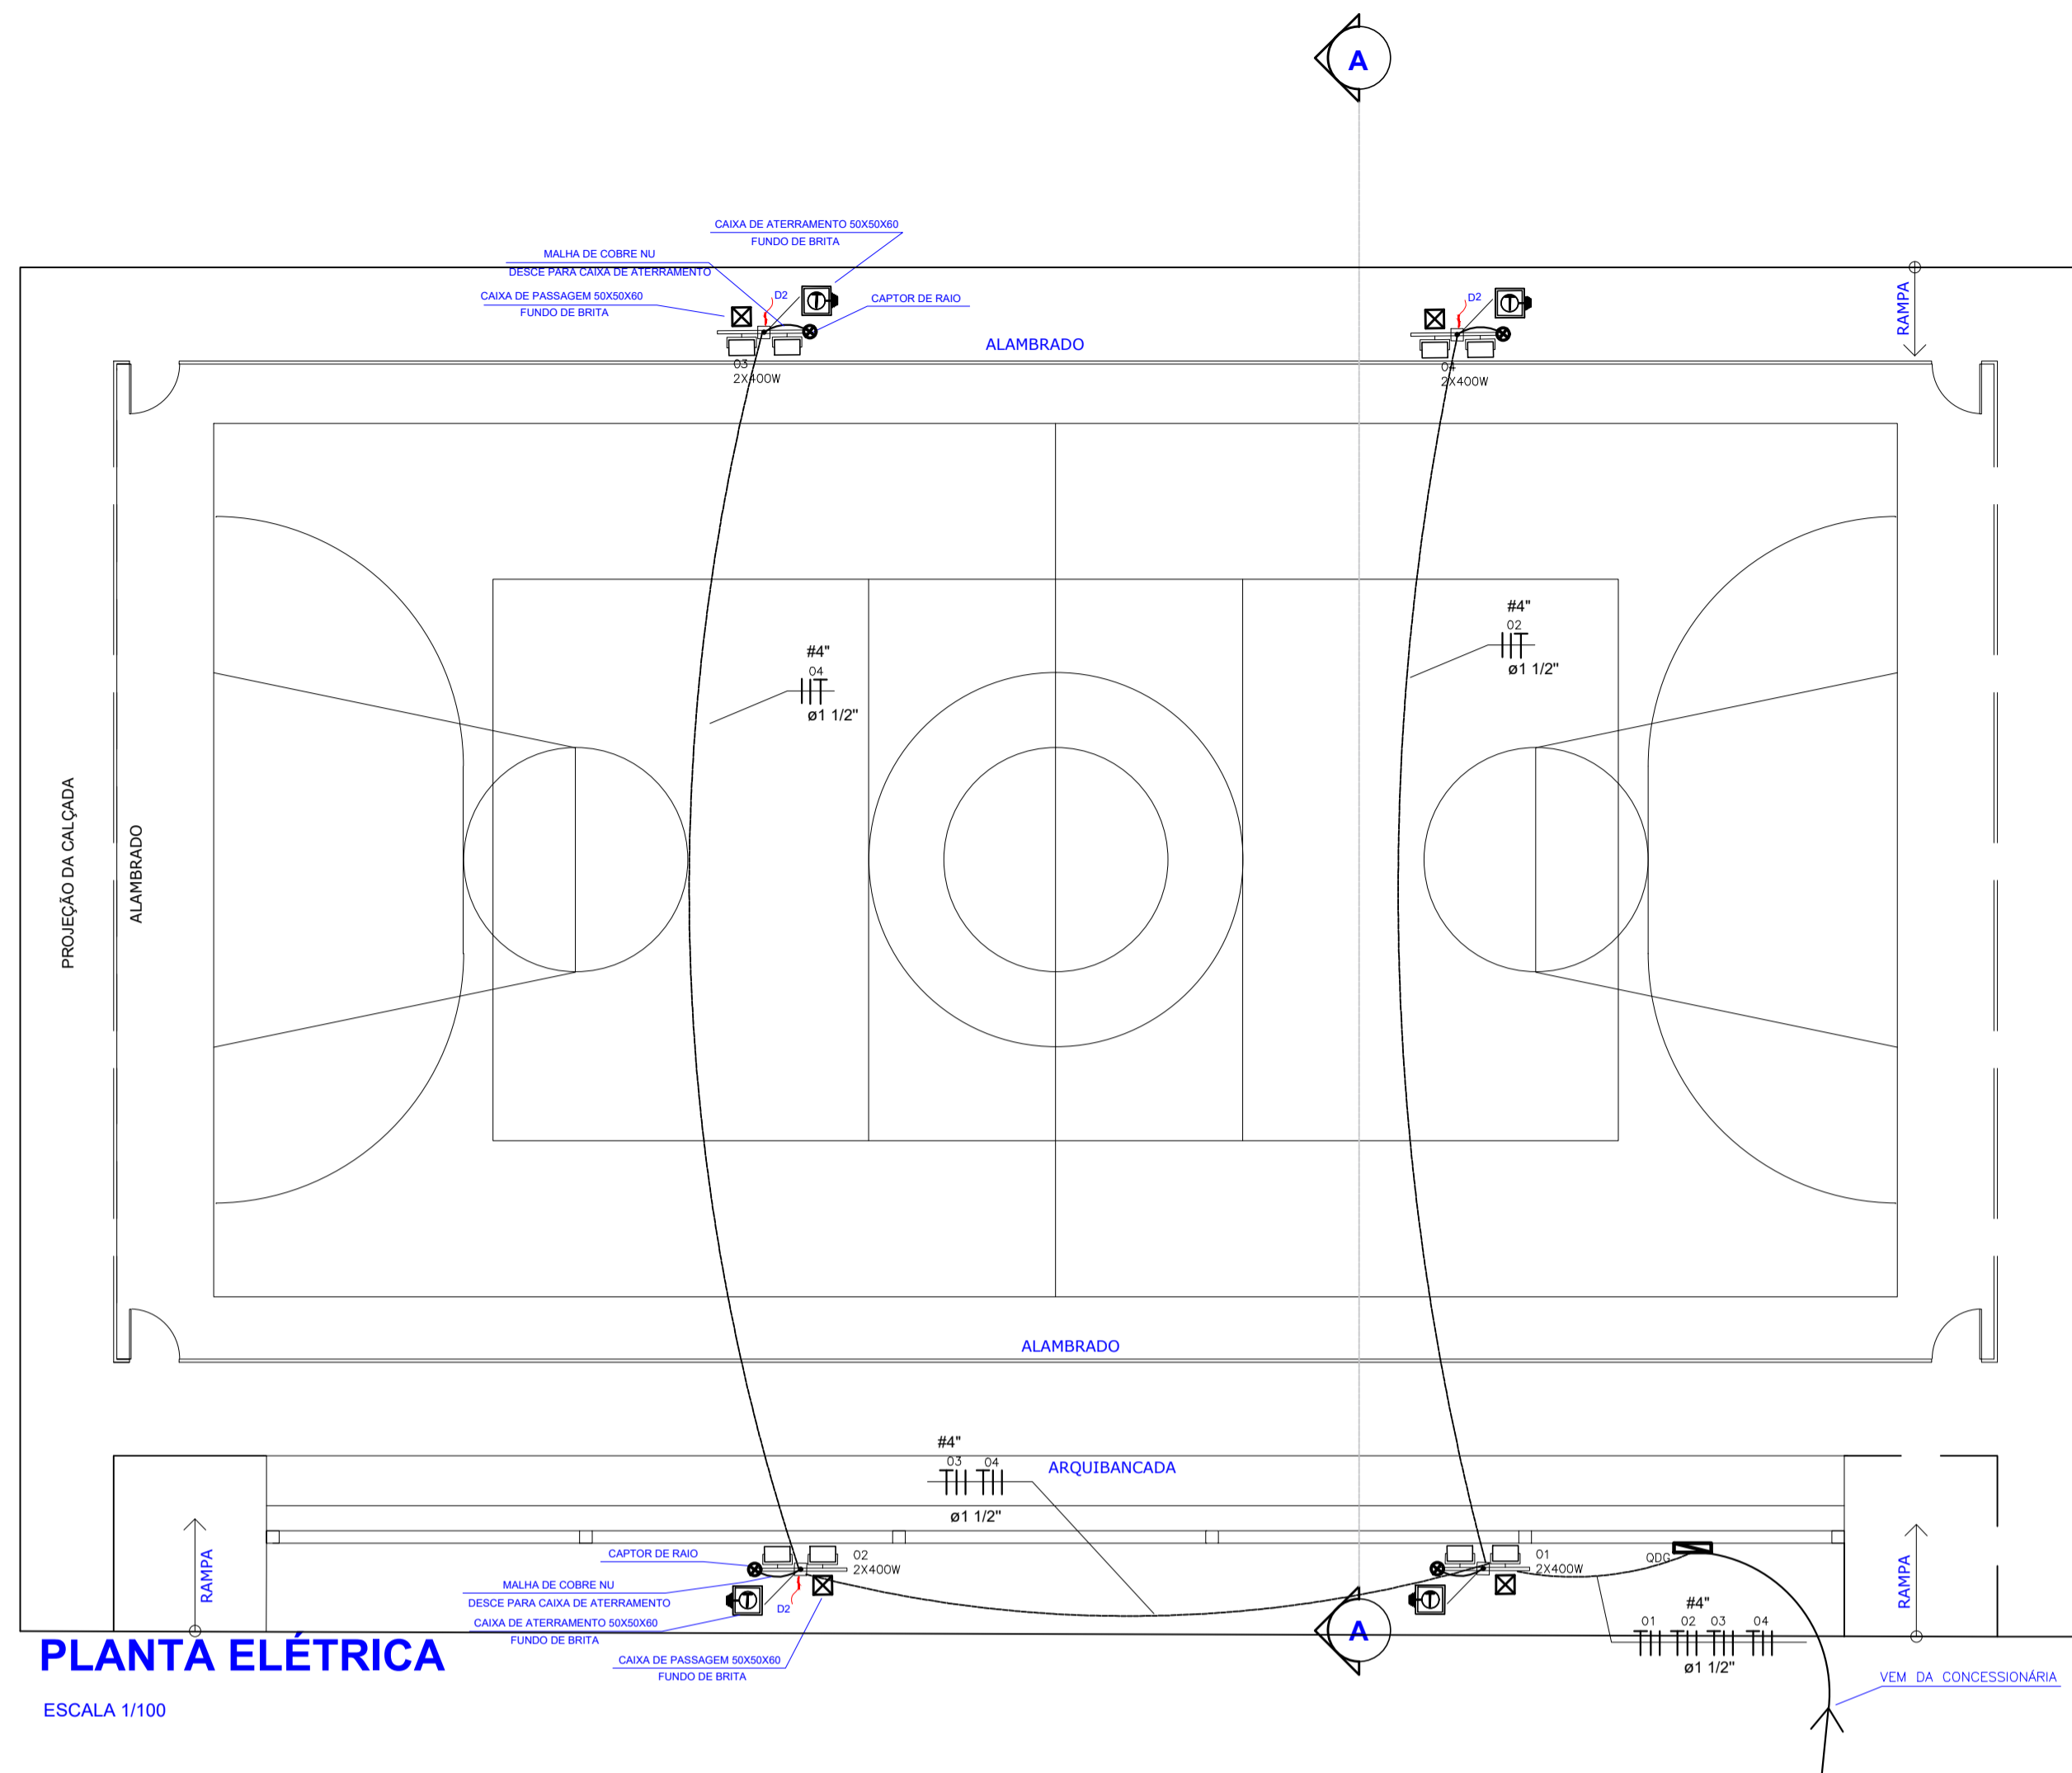 A
CAIXA DE ATERRAMENTO 50X50X60
FUNDO DE BRITA
MALHA DE COBRE NU
DESCE PARA CAIXA DE ATERRAMENTO
CAIXA DE PASSAGEM 50X50X60
FUNDO DE BRITA
D2
CAPTOR DE RAIO
D2
RAMPA
ALAMBRADO
03
2X400W
04
2X400W
#4"
02
ø1 1/2"
#4"
04
ø1 1/2"
PROJEÇÃO DA CALÇADA
ALAMBRADO
ALAMBRADO
#4"
03 04
ARQUIBANCADA
ø1 1/2"
RAMPA
CAPTOR DE RAIO
02
2X400W
MALHA DE COBRE NU
DESCE PARA CAIXA DE ATERRAMENTO
D2
CAIXA DE ATERRAMENTO 50X50X60
FUNDO DE BRITA
CAIXA DE PASSAGEM 50X50X60
FUNDO DE BRITA
01
2X400W
QDG
RAMPA
#4"
01 02 03 04
ø1 1/2"
A
VEM DA CONCESSIONÁRIA
PLANTA ELÉTRICA
ESCALA 1/100